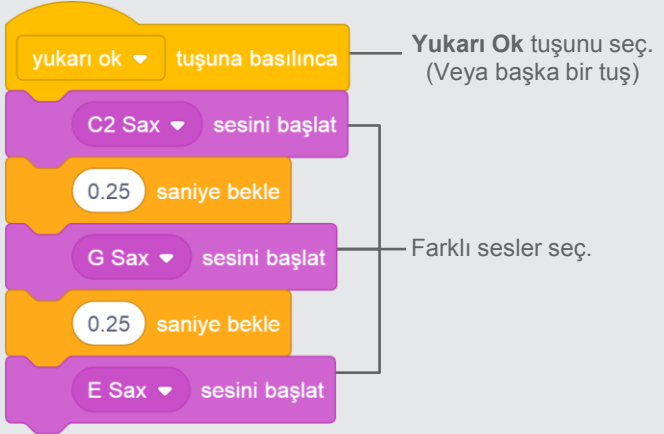 yukarı ok tuşuna basılınca
Yukarı Ok tuşunu seç.
(Veya başka bir tuş)
C2 Sax sesini başlat
0.25 saniye bekle
G Sax sesini başlat
Farklı sesler seç.
0.25 saniye bekle
E Sax sesini başlat